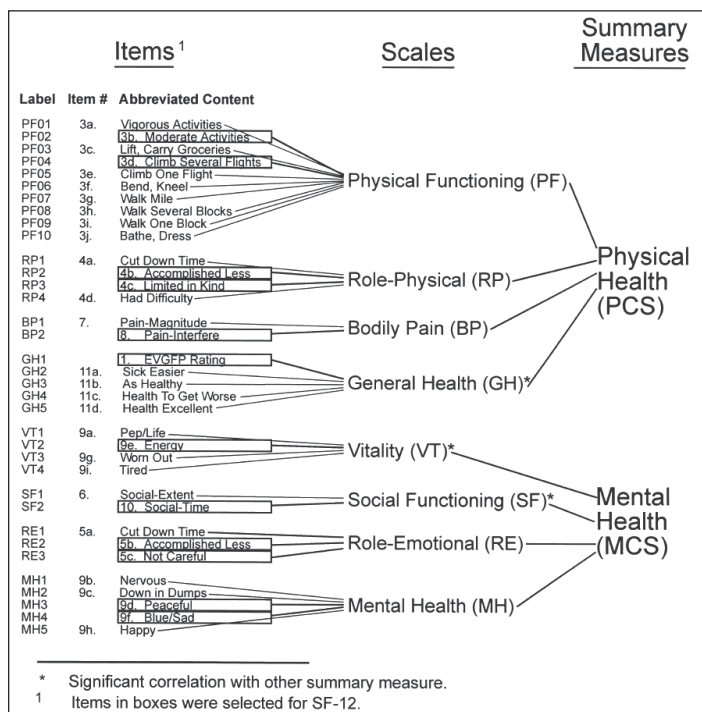 Items 1
Scales
Summary
Measures
Label Item # Abbreviated Content
PF01 3a. Vigorous Activities
PF02 3b. Moderate Activities
PF03 3c. Lift, Carry Groceries
PF04 3d. Climb Several Flights
PF05 3e. Climb One Flight
PF06 3f. Bend, Kneel
PF07 3g. Walk Mile
PF08 3h. Walk Several Blocks
PF09 3i. Walk One Block
PF10 3j. Bathe, Dress
Physical Functioning (PF)
RP1 4a. Cut Down Time
RP2 4b. Accomplished Less
RP3 4c. Limited in Kind
RP4 4d. Had Difficulty
Role-Physical (RP)
BP1 7. Pain-Magnitude
BP2 8. Pain-Interfere
Bodily Pain (BP)
GH1 1. EVGFP Rating
GH2 11a. Sick Easier
GH3 11b. As Healthy
GH4 11c. Health To Get Worse
GH5 11d. Health Excellent
General Health (GH)*
Physical
Health
(PCS)
VT1 9a. Pep/Life
VT2 9e. Energy
VT3 9g. Worn Out
VT4 9i. Tired
Vitality (VT)*
SF1 6. Social-Extent
SF2 10. Social-Time
Social Functioning (SF)*
RE1 5a. Cut Down Time
RE2 5b. Accomplished Less
RE3 5c. Not Careful
Role-Emotional (RE)
MH1 9b. Nervous
MH2 9c. Down in Dumps
MH3 9d. Peaceful
MH4 9f. Blue/Sad
MH5 9h. Happy
Mental Health (MH)
Mental
Health
(MCS)
* Significant correlation with other summary measure.
1 Items in boxes were selected for SF-12.